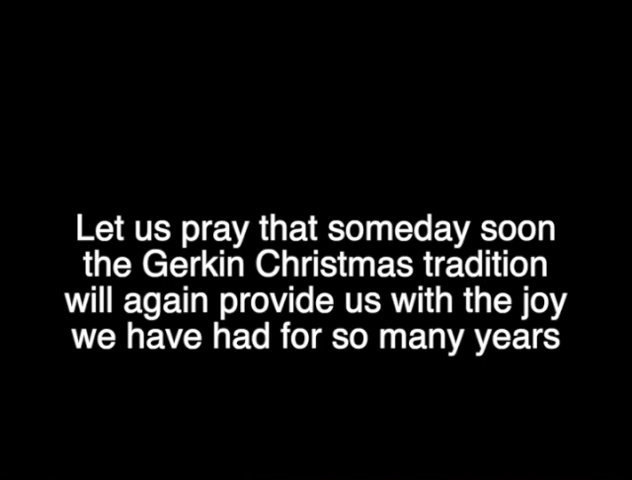 Let us pray that someday soon
the Gerkin Christmas tradition
will again provide us with the joy
we have had for so many years